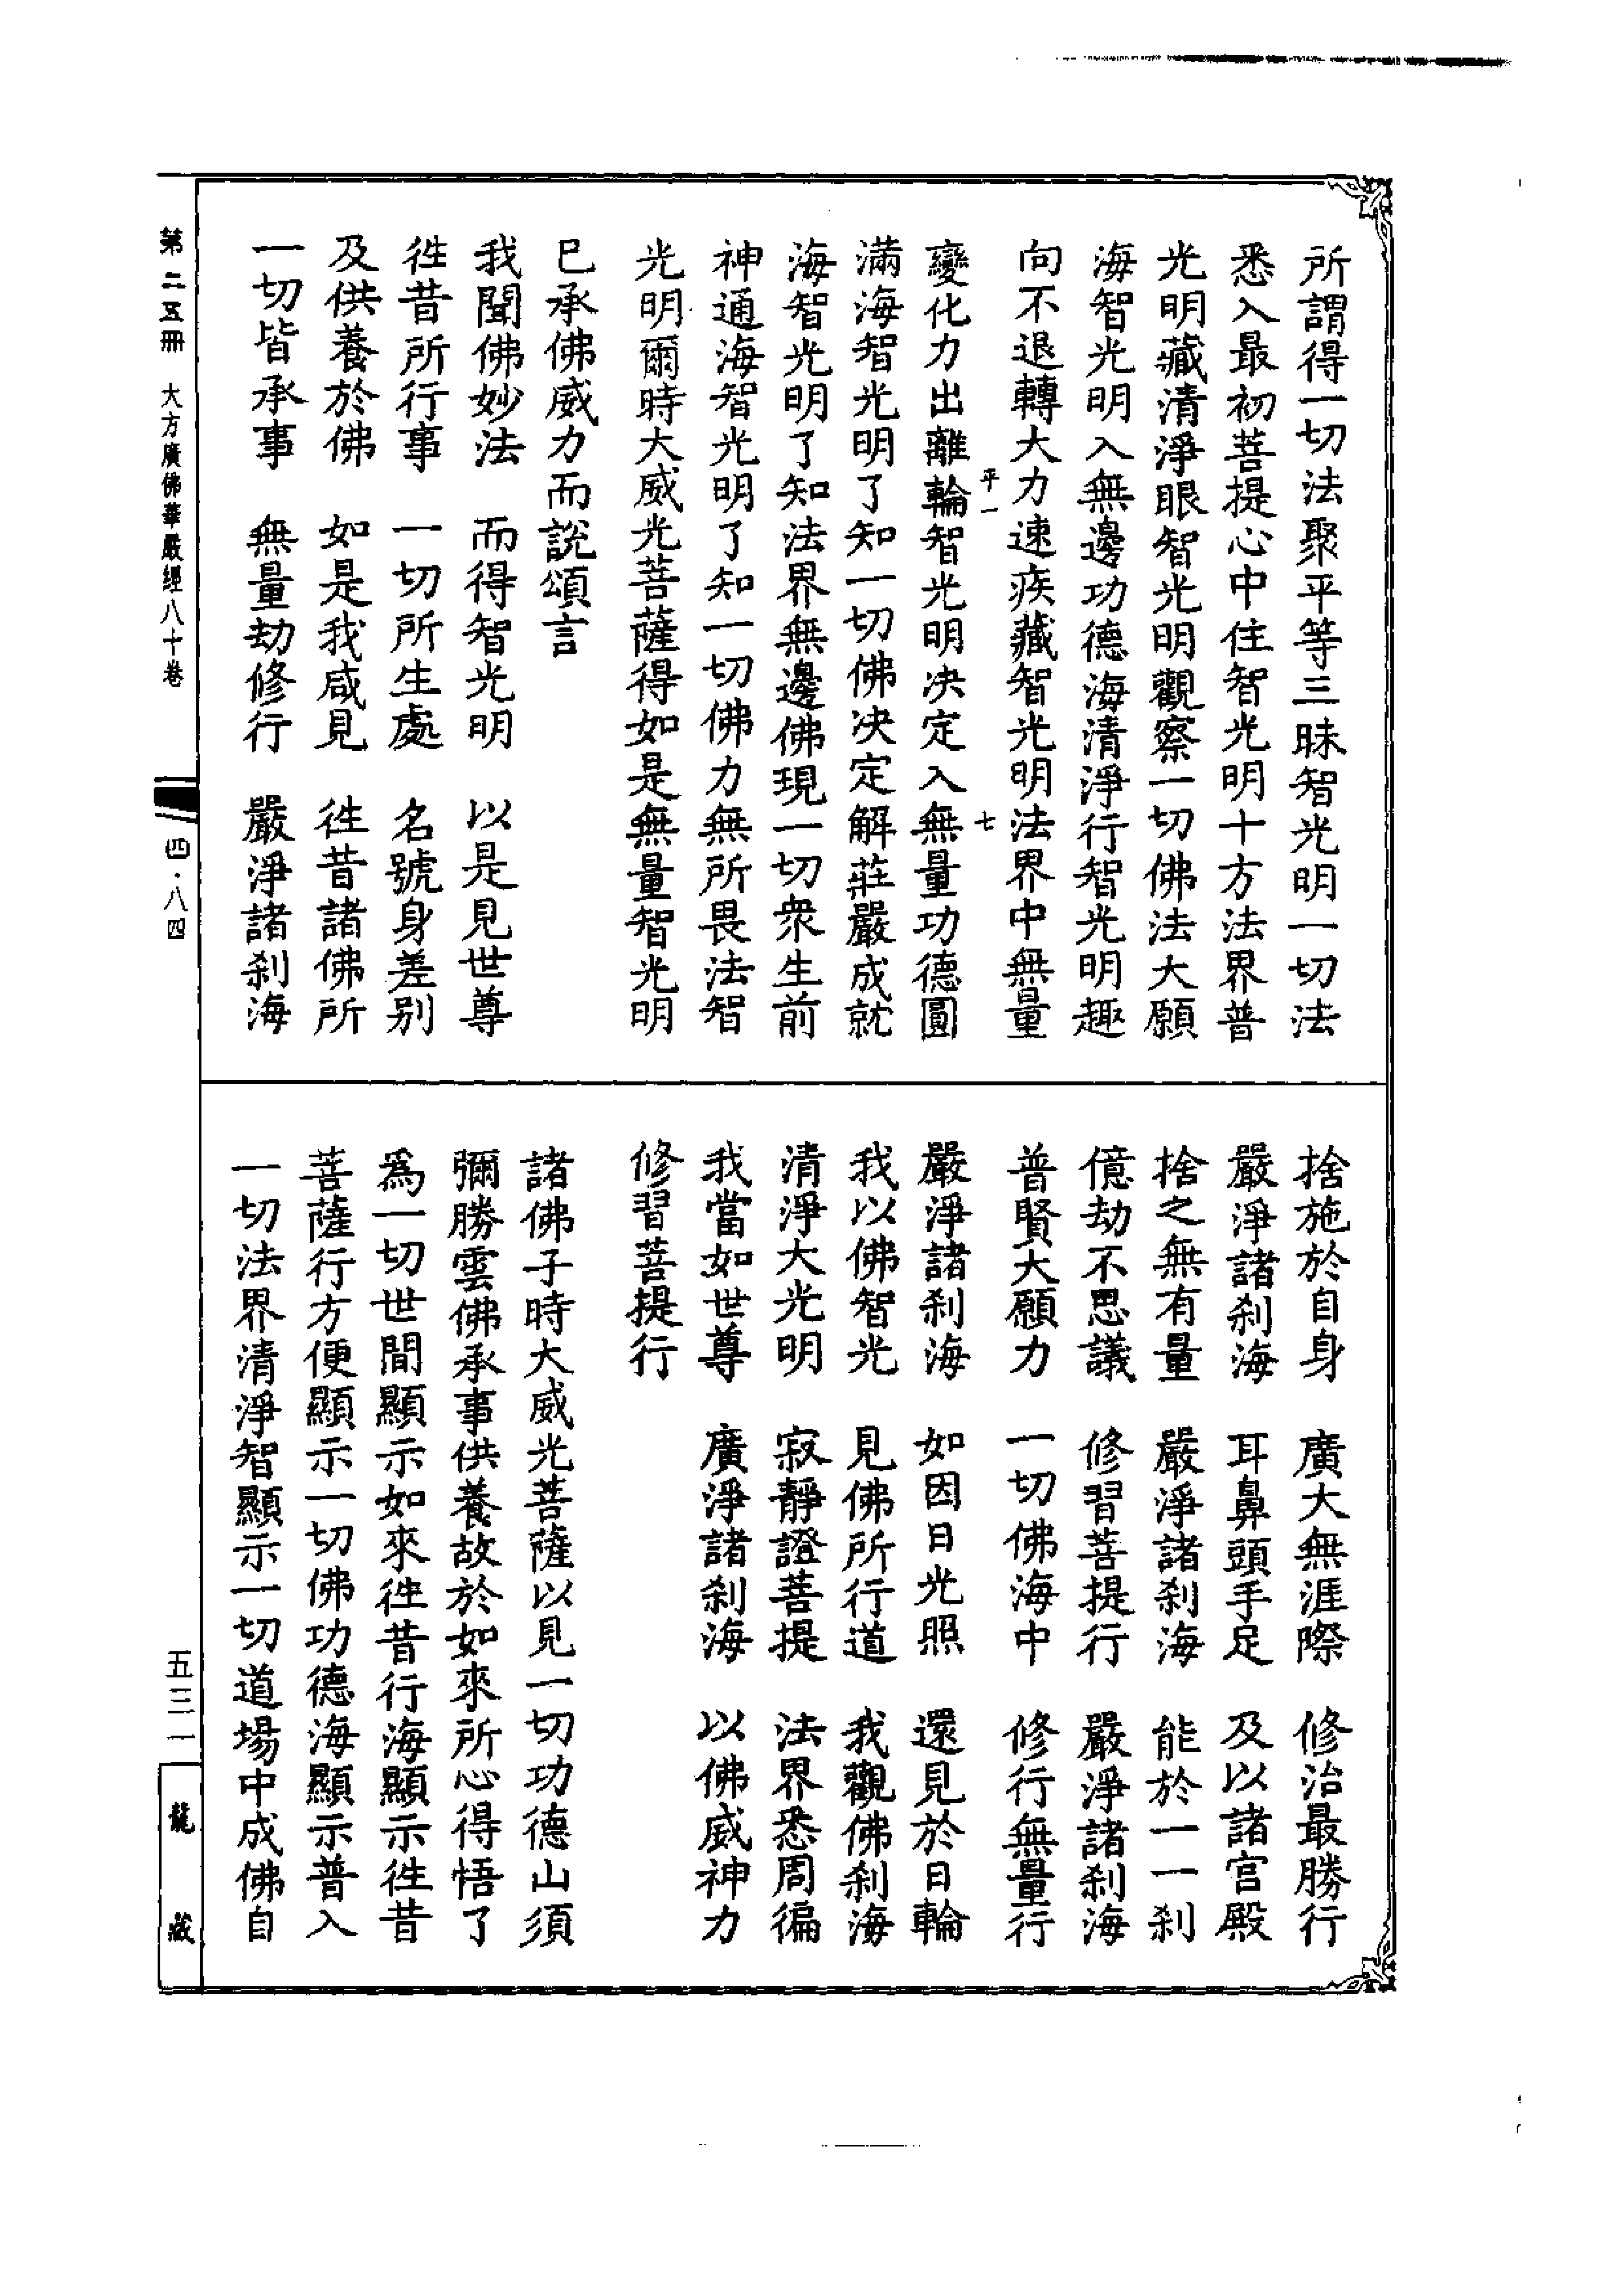 所謂得一切法聚平等三昧智光明一切法
悉入最初菩提心中住智光明十方法界普
光明藏清淨眼智光明觀察一切佛法大願
海智光明入無邊功德海清淨行智光明趣
向不退轉大力速疾藏智光明法界中無量
平一 七
變化力出離輪智光明决定入無量功德圓
滿海智光明了知一切佛决定解莊嚴成就
海智光明了知法界無邊佛現一切衆生前
神通海智光明了知一切佛力無所畏法智
光明爾時大威光菩薩得如是無量智光明
已承佛威力而說頌言
我聞佛妙法 而得智光明 以是見世尊
徃昔所行事 一切所生處 名號身差别
及供養於佛 如是我咸見 徃昔諸佛所
一切皆承事 無量劫修行 嚴淨諸刹海
捨施於自身 廣大無涯際 修治最勝行
嚴淨諸刹海 耳鼻頭手足 及以諸宫殿
捨之無有量 嚴淨諸刹海 能於一一刹
億劫不思議 修習菩提行 嚴淨諸刹海
普賢大願力 一切佛海中 修行無量行
嚴淨諸刹海 如因日光照 還見於日輪
我以佛智光 見佛所行道 我觀佛刹海
清淨大光明 寂靜證菩提 法界悉周徧
我當如世尊 廣淨諸刹海 以佛威神力
修習菩提行
諸佛子時大威光菩薩以見一切功德山須
彌勝雲佛承事供養故於如來所心得悟了
爲一切世間顯示如來徃昔行海顯示徃昔
菩薩行方便顯示一切佛功德海顯示普入
一切法界清淨智顯示一切道場中成佛自
第二五冊 大方廣佛華嚴經八十卷 四·八四 五三一 龍藏